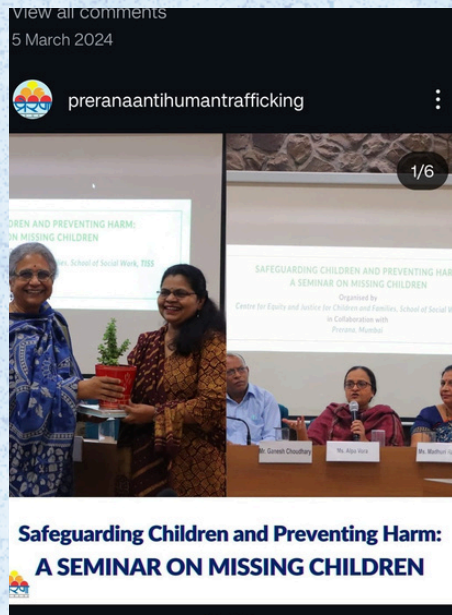 View all comments
5 March 2024
preranaantihumantrafficking
1/6
DREN AND PREVENTING HARM:
ON MISSING CHILDREN
Families, School of Social Work, TISS
SAFEGUARDING CHILDREN AND PREVENTING HAR
A SEMINAR ON MISSING CHILDREN
Organised by
Centre for Equity and Justice for Children and Families, School of Social W
in Collaboration with
Prerana, Mumbai
Mr. Ganesh Choudhary
Ms. Alpa Vora
Ms. Madhuri
Safeguarding Children and Preventing Harm:
A SEMINAR ON MISSING CHILDREN